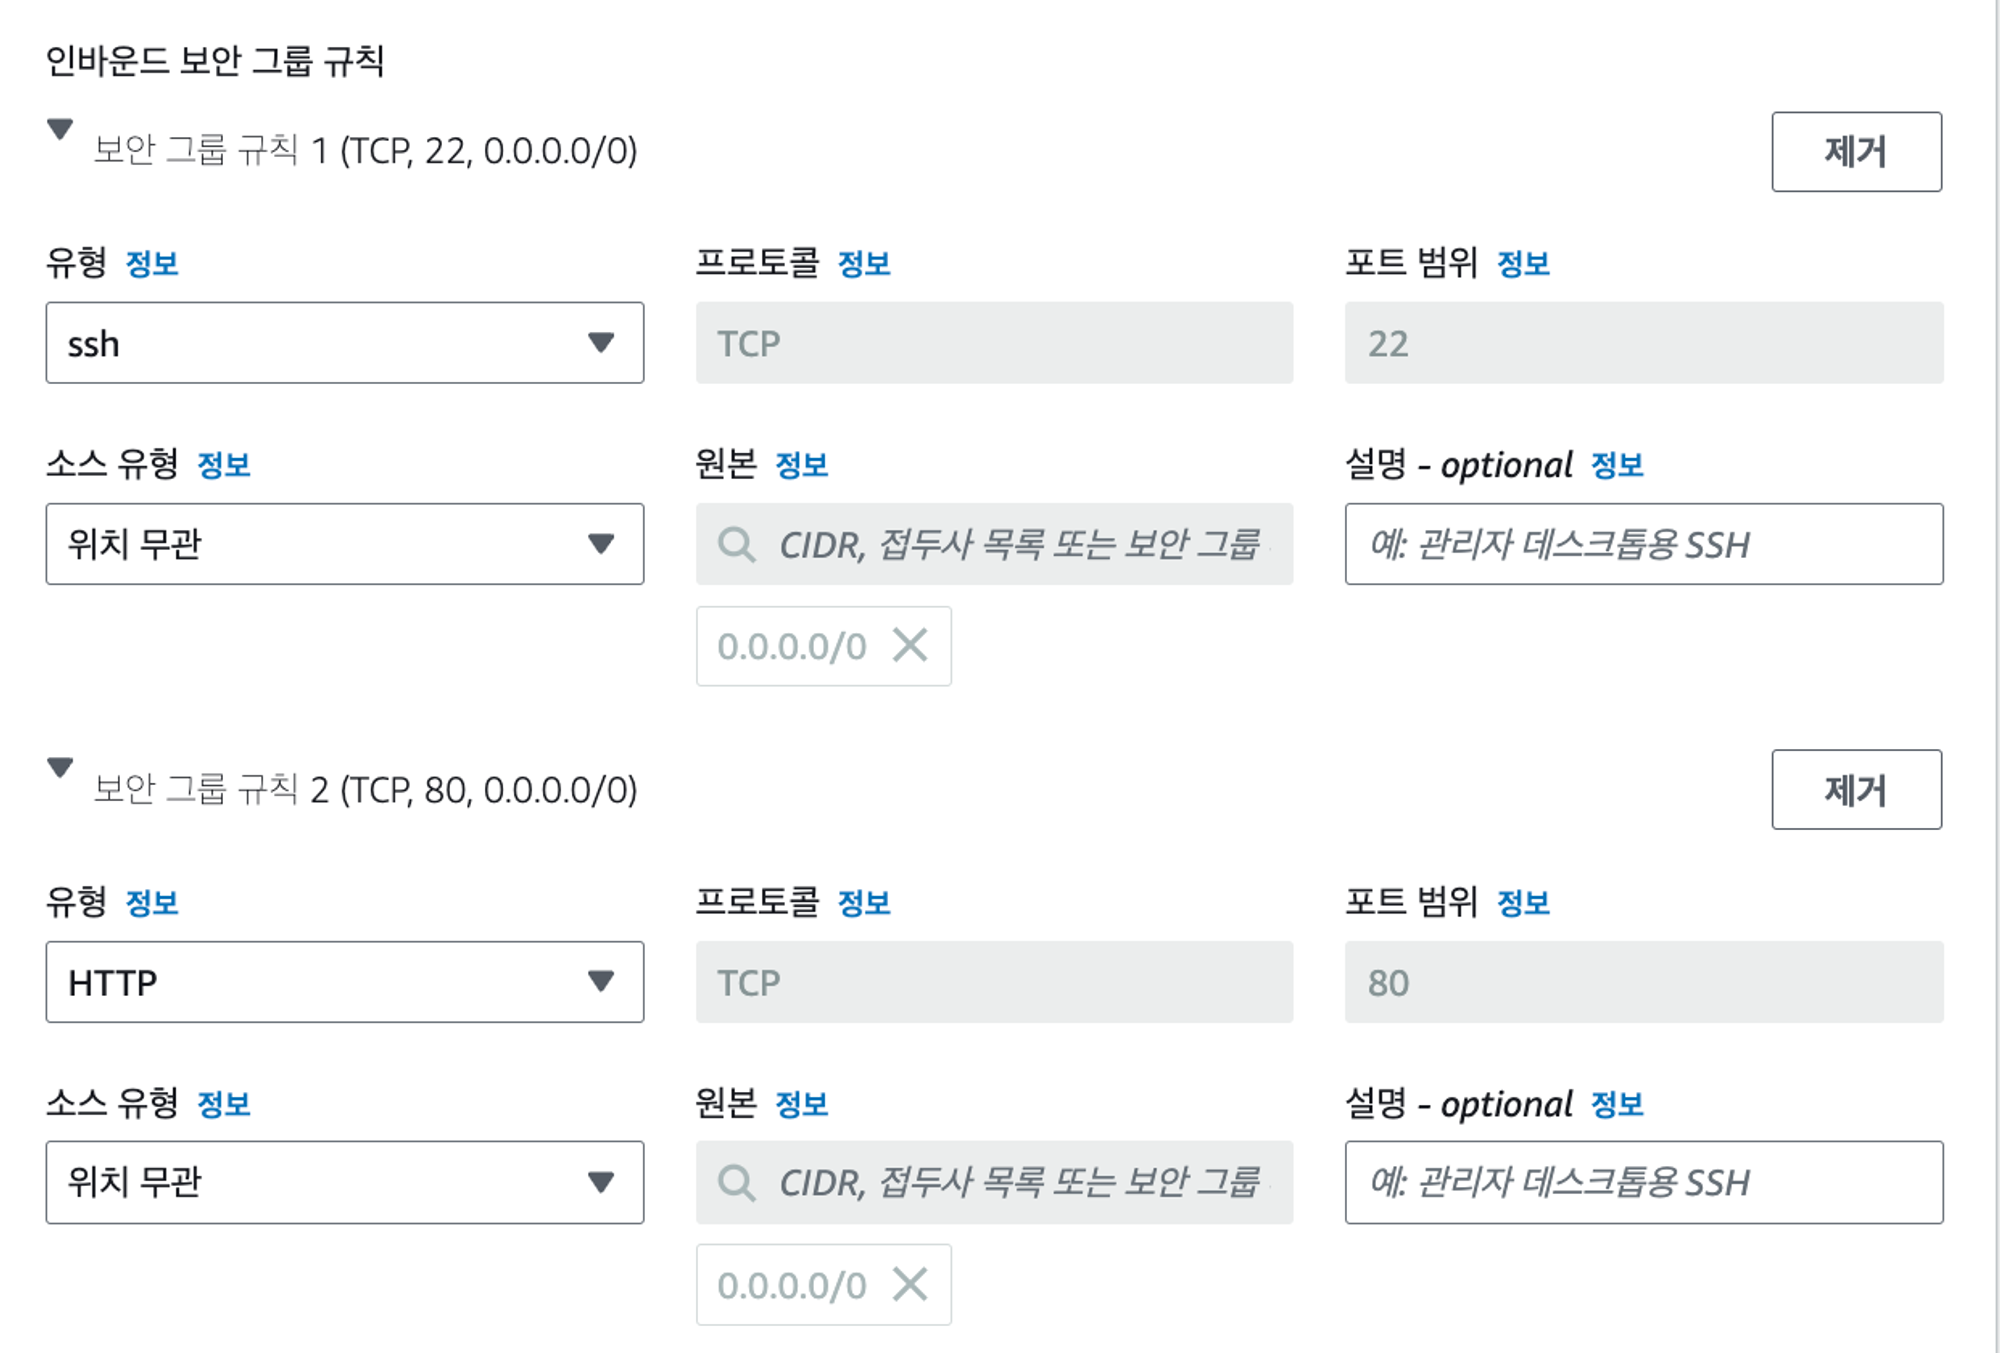 인바운드 보안 그룹 규칙
보안 그룹 규칙 1 (TCP, 22, 0.0.0.0/0)
제거
유형 정보
프로토콜 정보
포트 범위 정보
ssh
TCP
22
소스 유형 정보
원본 정보
설명 - optional 정보
위치 무관
CIDR, 접두사 목록 또는 보안 그룹
예: 관리자 데스크톱용 SSH
0.0.0.0/0
보안 그룹 규칙 2 (TCP, 80, 0.0.0.0/0)
제거
유형 정보
프로토콜 정보
포트 범위 정보
HTTP
TCP
80
소스 유형 정보
원본 정보
설명 - optional 정보
위치 무관
CIDR, 접두사 목록 또는 보안 그룹
예: 관리자 데스크톱용 SSH
0.0.0.0/0